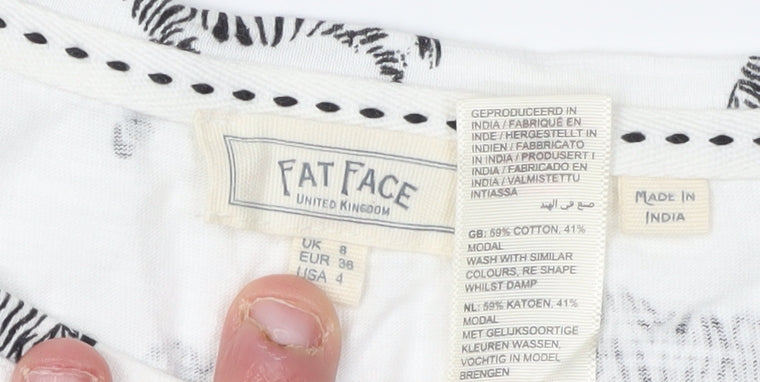 FAT FACE
UNITED KINGDOM
UK 8
EUR 36
USA 4
GEPRODUCEERD IN
INDIA / FABRIQUÉ EN
INDE / HERGESTELLT IN
INDIEN / FABBRICATO
IN INDIA / PRODUSERT I
INDIA / FABRICADO EN
INDIA / VALMISTETTU
INTIASSA
صنع في الهند
GB: 59% COTTON, 41%
MODAL
WASH WITH SIMILAR
COLOURS, RE SHAPE
WHILST DAMP
NL: 59% KATOEN, 41%
MODAL
MET GELIJKSOORTIGE
KLEUREN WASSEN,
VOCHTIG IN MODEL
BRENGEN
MADE IN
INDIA